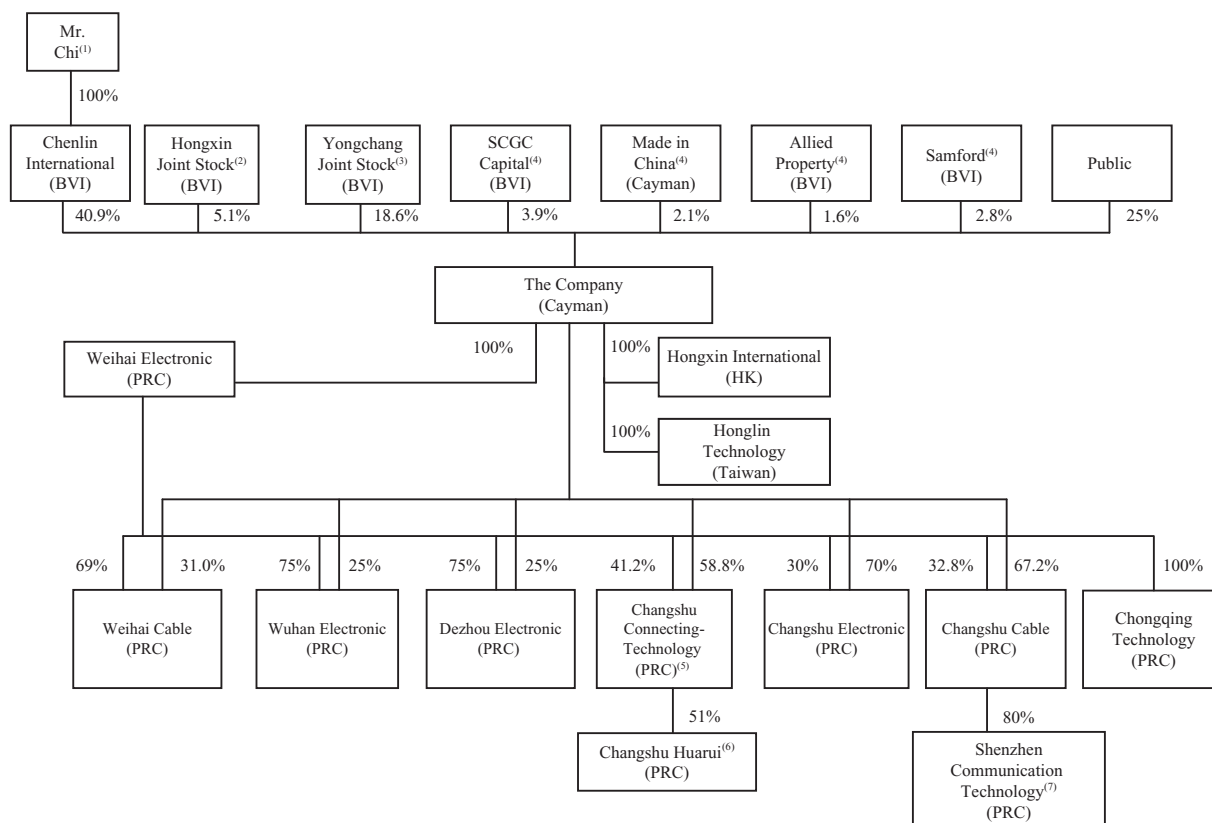 Mr.
Chi(1)
100%
Chenlin
International
(BVI)
Hongxin
Joint Stock(2)
(BVI)
Yongchang
Joint Stock(3)
(BVI)
SCGC
Capital(4)
(BVI)
Made in
China(4)
(Cayman)
Allied
Property(4)
(BVI)
Samford(4)
(BVI)
Public
40.9%
5.1%
18.6%
3.9%
2.1%
1.6%
2.8%
25%
The Company
(Cayman)
Weihai Electronic
(PRC)
100%
100%
Hongxin International
(HK)
100%
Honglin
Technology
(Taiwan)
69%
31.0%
75%
25%
75%
25%
41.2%
58.8%
30%
70%
32.8%
67.2%
100%
Weihai Cable
(PRC)
Wuhan Electronic
(PRC)
Dezhou Electronic
(PRC)
Changshu
Connecting-
Technology
(PRC)(5)
Changshu Electronic
(PRC)
Changshu Cable
(PRC)
Chongqing
Technology
(PRC)
51%
80%
Changshu Huarui(6)
(PRC)
Shenzhen
Communication
Technology(7)
(PRC)